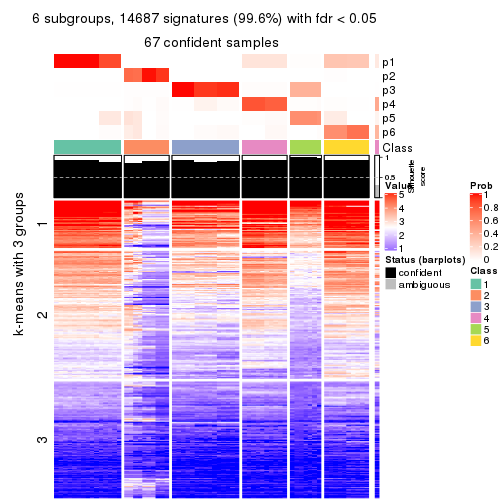 6 subgroups, 14687 signatures (99.6%) with fdr < 0.05
67 confident samples
p1
p2
p3
p4
p5
p6
Class
1
0.5
Silhouette
score
k-means with 3 groups
1
2
3
Value
5
4
3
2
1
Status (barplots)
confident
ambiguous
Prob
1
0.8
0.6
0.4
0.2
0
Class
1
2
3
4
5
6